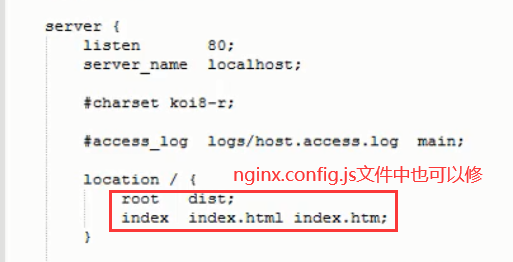 server {
listen 80;
server_name localhost;
#charset koi8-r;
#access_log logs/host.access.log main;
location / {
nginx.config.js文件中也可以修
root dist;
index index.html index.htm;
}